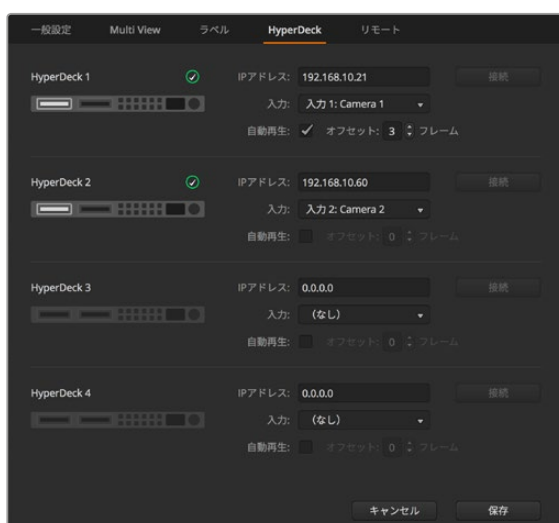 一般設定 Multi View ラベル HyperDeck リモート
HyperDeck 1 IPアドレス: 192.168.10.21 接続
入力: 入力 1: Camera 1
自動再生: オフセット: 3 フレーム
HyperDeck 2 IPアドレス: 192.168.10.60 接続
入力: 入力 2: Camera 2
自動再生: オフセット: 0 フレーム
HyperDeck 3 IPアドレス: 0.0.0.0 接続
入力: （なし）
自動再生: オフセット: 0 フレーム
HyperDeck 4 IPアドレス: 0.0.0.0 接続
入力: （なし）
自動再生: オフセット: 0 フレーム
キャンセル 保存